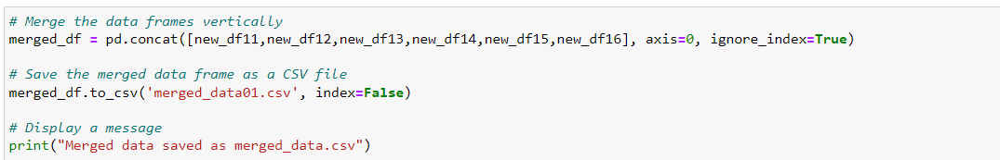 # Merge the data frames vertically
merged_df = pd.concat([new_df11,new_df12,new_df13,new_df14,new_df15,new_df16], axis=0, ignore_index=True)
# Save the merged data frame as a CSV file
merged_df.to_csv('merged_data01.csv', index=False)
# Display a message
print("Merged data saved as merged_data.csv")